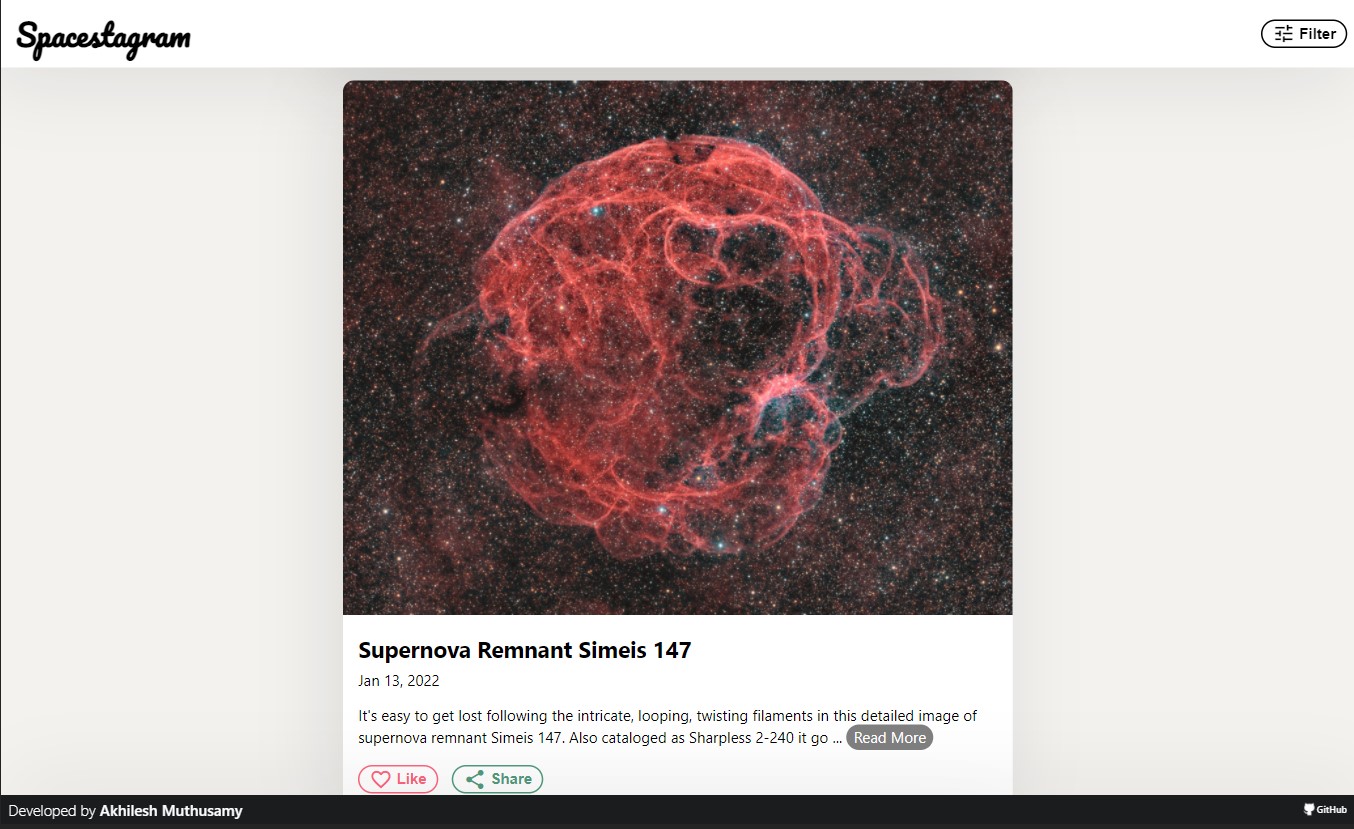 Spacestagram
Filter
Supernova Remnant Simeis 147
Jan 13, 2022
It's easy to get lost following the intricate, looping, twisting filaments in this detailed image of
supernova remnant Simeis 147. Also cataloged as Sharpless 2-240 it go ... Read More
Like Share
Developed by Akhilesh Muthusamy
GitHub